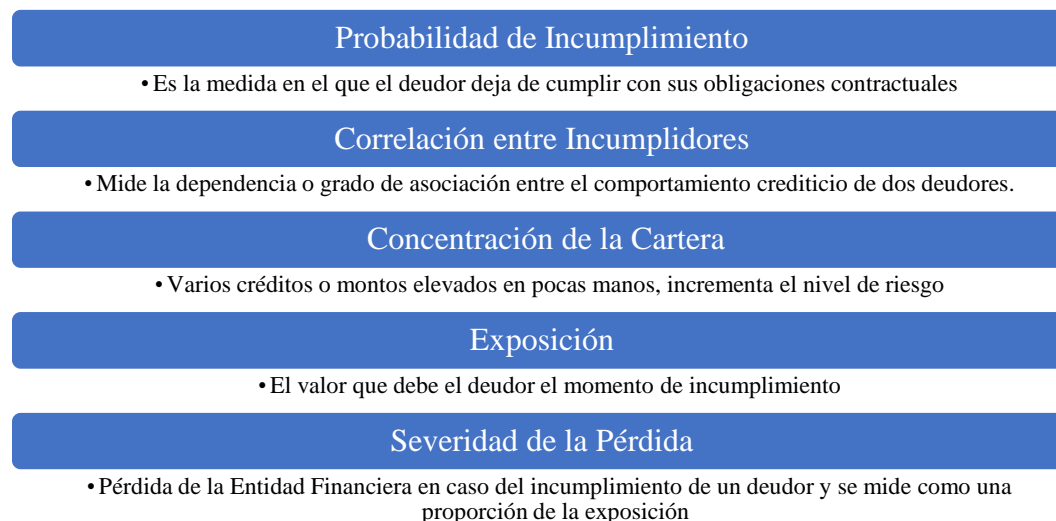 Probabilidad de Incumplimiento
• Es la medida en el que el deudor deja de cumplir con sus obligaciones contractuales
Correlación entre Incumplidores
• Mide la dependencia o grado de asociación entre el comportamiento crediticio de dos deudores.
Concentración de la Cartera
• Varios créditos o montos elevados en pocas manos, incrementa el nivel de riesgo
Exposición
• El valor que debe el deudor el momento de incumplimiento
Severidad de la Pérdida
• Pérdida de la Entidad Financiera en caso del incumplimiento de un deudor y se mide como una
proporción de la exposición